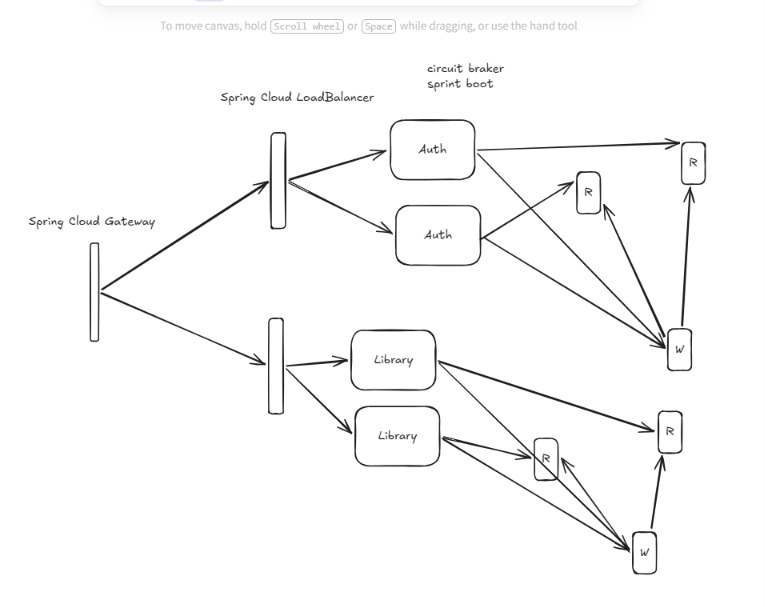 To move canvas, hold Scroll wheel or Space while dragging, or use the hand tool
circuit braker
sprint boot
Spring Cloud LoadBalancer
Auth
R
R
Auth
Spring Cloud Gateway
W
Library
R
Library
R
W